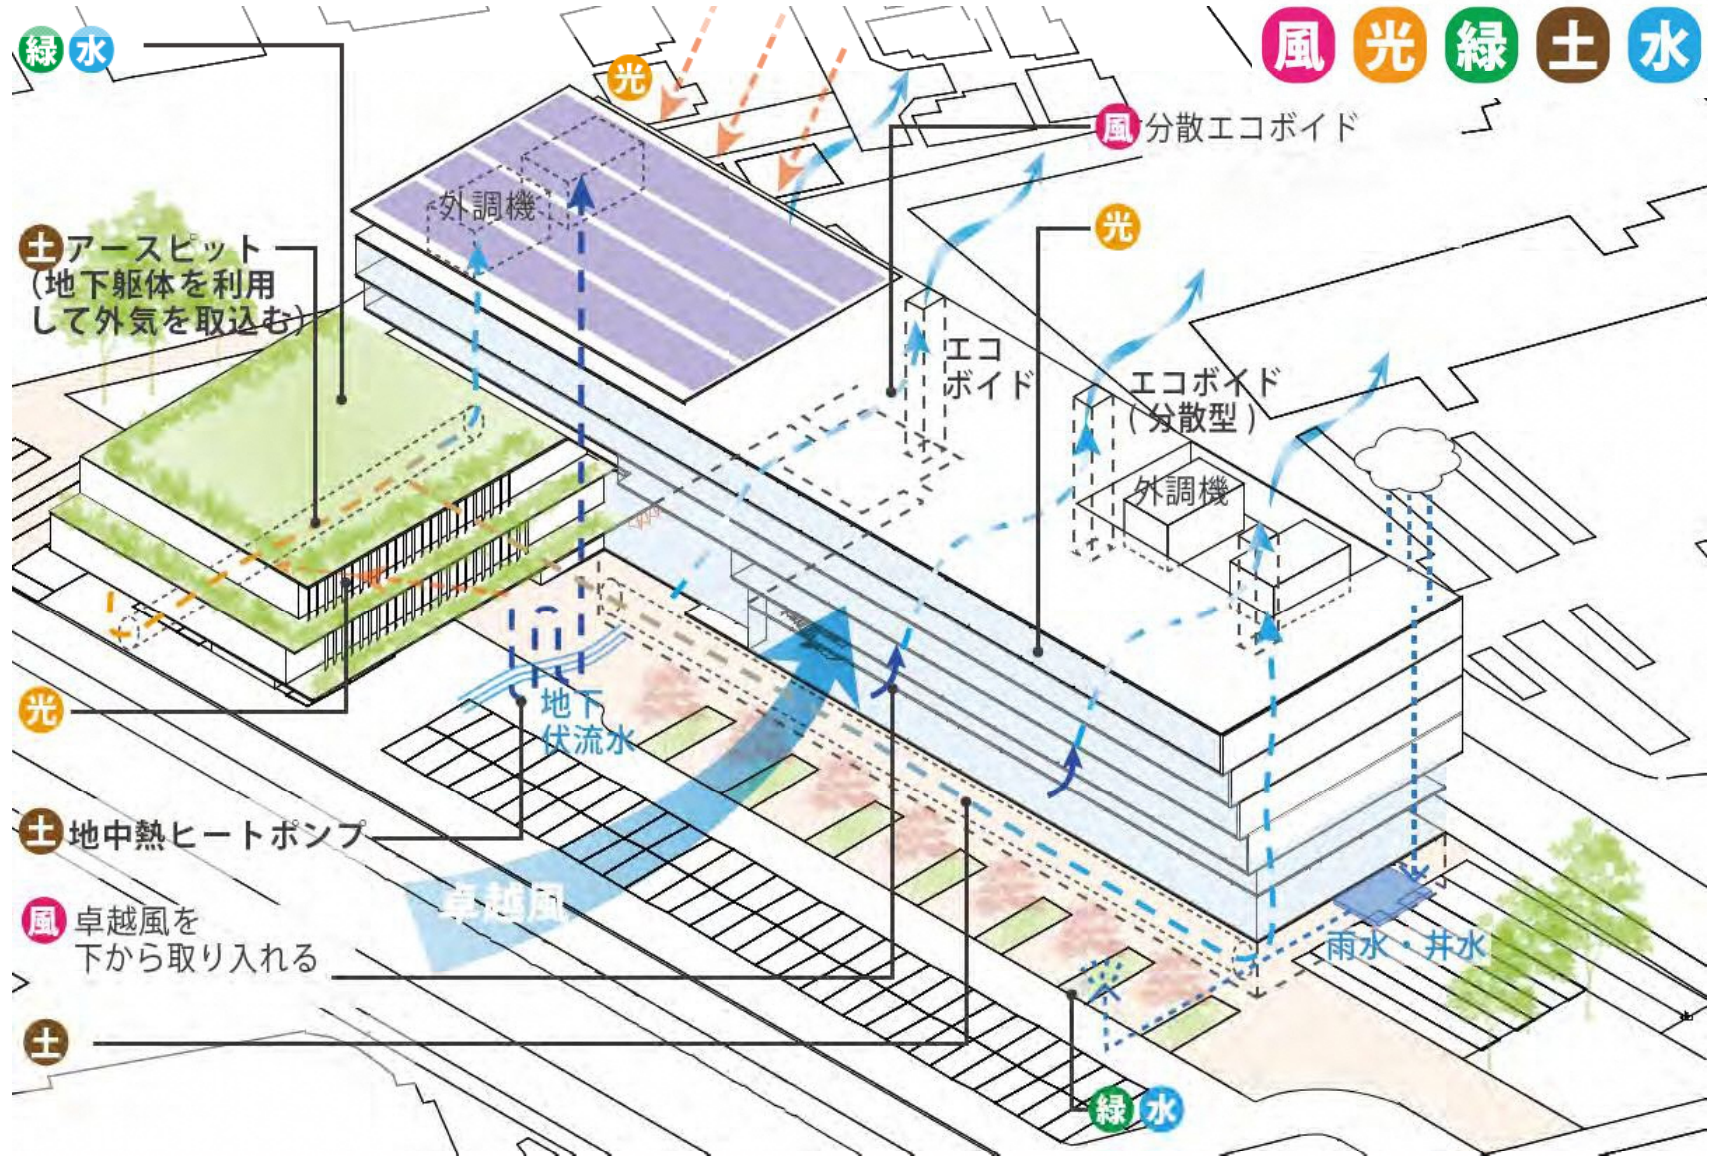 緑 水
風 光 緑 土 水
光
風 分散エコボイド
外調機
光
土 アースピット
(地下躯体を利用
して外気を取込む)
エコ
ボイド
エコボイド
(分散型)
外調機
光
地下
伏流水
土 地中熱ヒートポンプ
卓越風
風 卓越風を
下から取り入れる
雨水・井水
土
緑 水